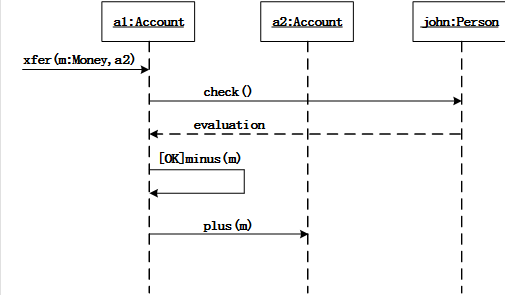 a1:Account
a2:Account
john:Person
xfer(m:Money,a2)
check()
evaluation
[OK]minus(m)
plus(m)